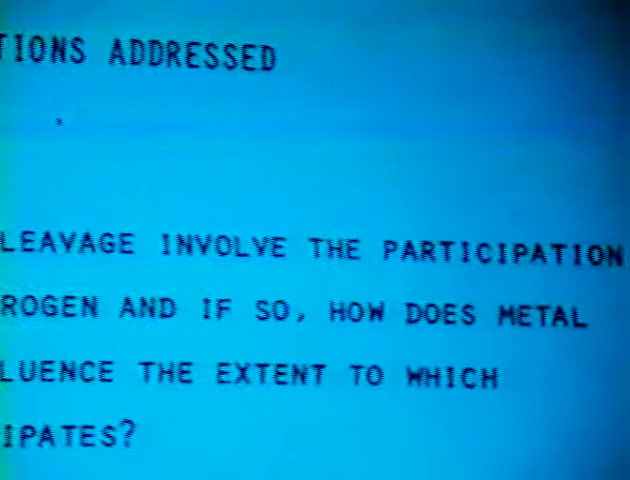 TIONS ADDRESSED
LEAVAGE INVOLVE THE PARTICIPATION
ROGEN AND IF SO, HOW DOES METAL
LUENCE THE EXTENT TO WHICH
IPATES?